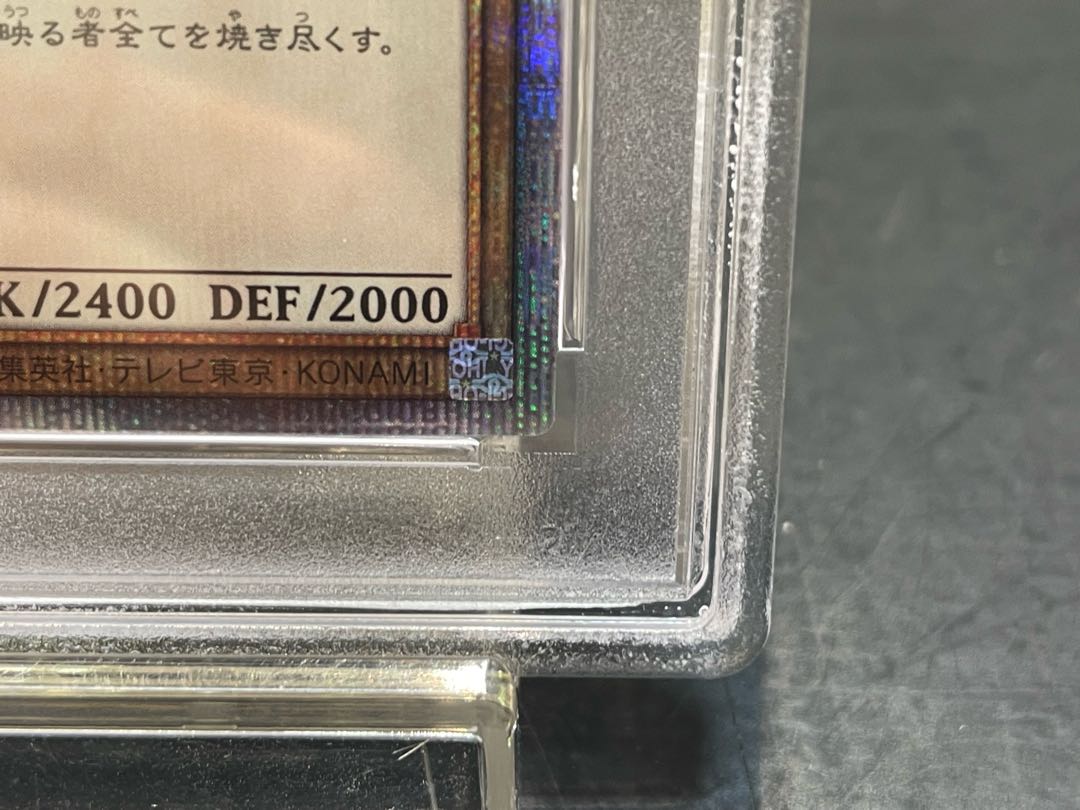 映る者全てを焼き尽くす。
K/2400 DEF/2000
集英社・テレビ東京・KONAMI